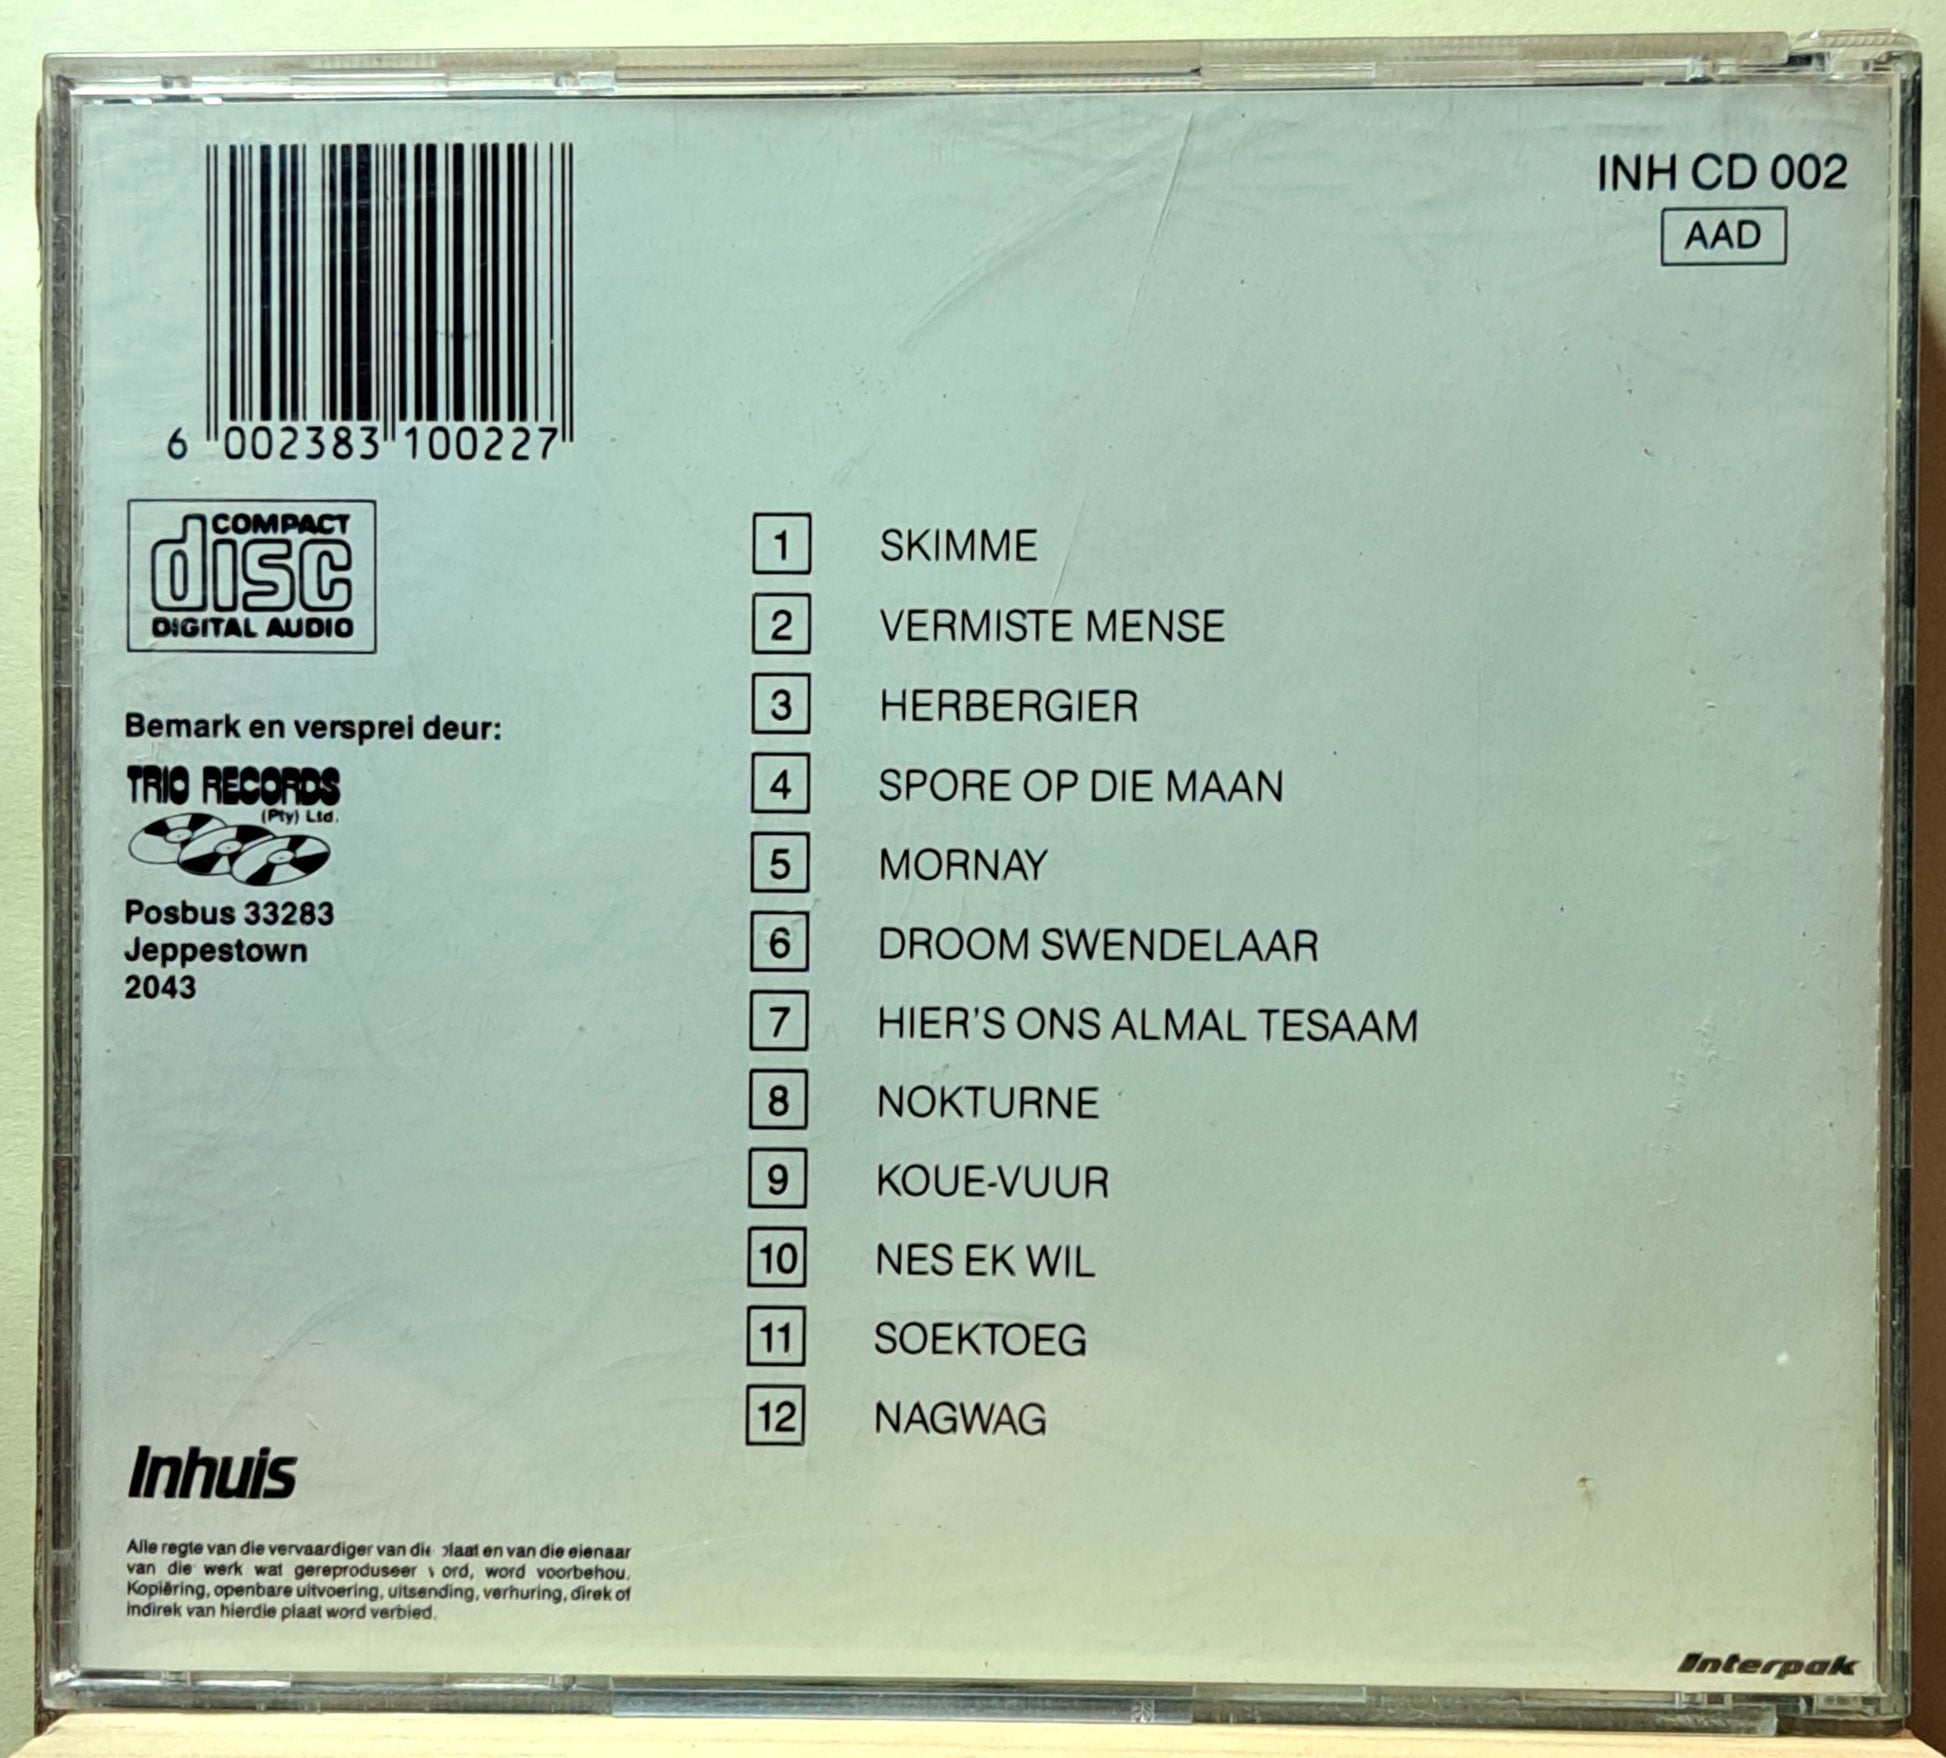 6 002383 100227
INH CD 002
AAD
COMPACT
disc
DIGITAL AUDIO
Bemark en versprei deur:
TRIO RECORDS
(Pty) Ltd.
Posbus 33283
Jeppestown
2043
1 SKIMME
2 VERMISTE MENSE
3 HERBERGIER
4 SPORE OP DIE MAAN
5 MORNAY
6 DROOM SWENDELAAR
7 HIER'S ONS ALMAL TESAAM
8 NOKTURNE
9 KOUE-VUUR
10 NES EK WIL
11 SOEKTOEG
12 NAGWAG
Inhuis
Alle regte van die vervaardiger van die plaat en van die eienaar
van die werk wat gereproduseer word, word voorbehou.
Kopiëring, openbare uitvoering, uitsending, verhuring, direk of
indirek van hierdie plaat word verbied.
Interpak